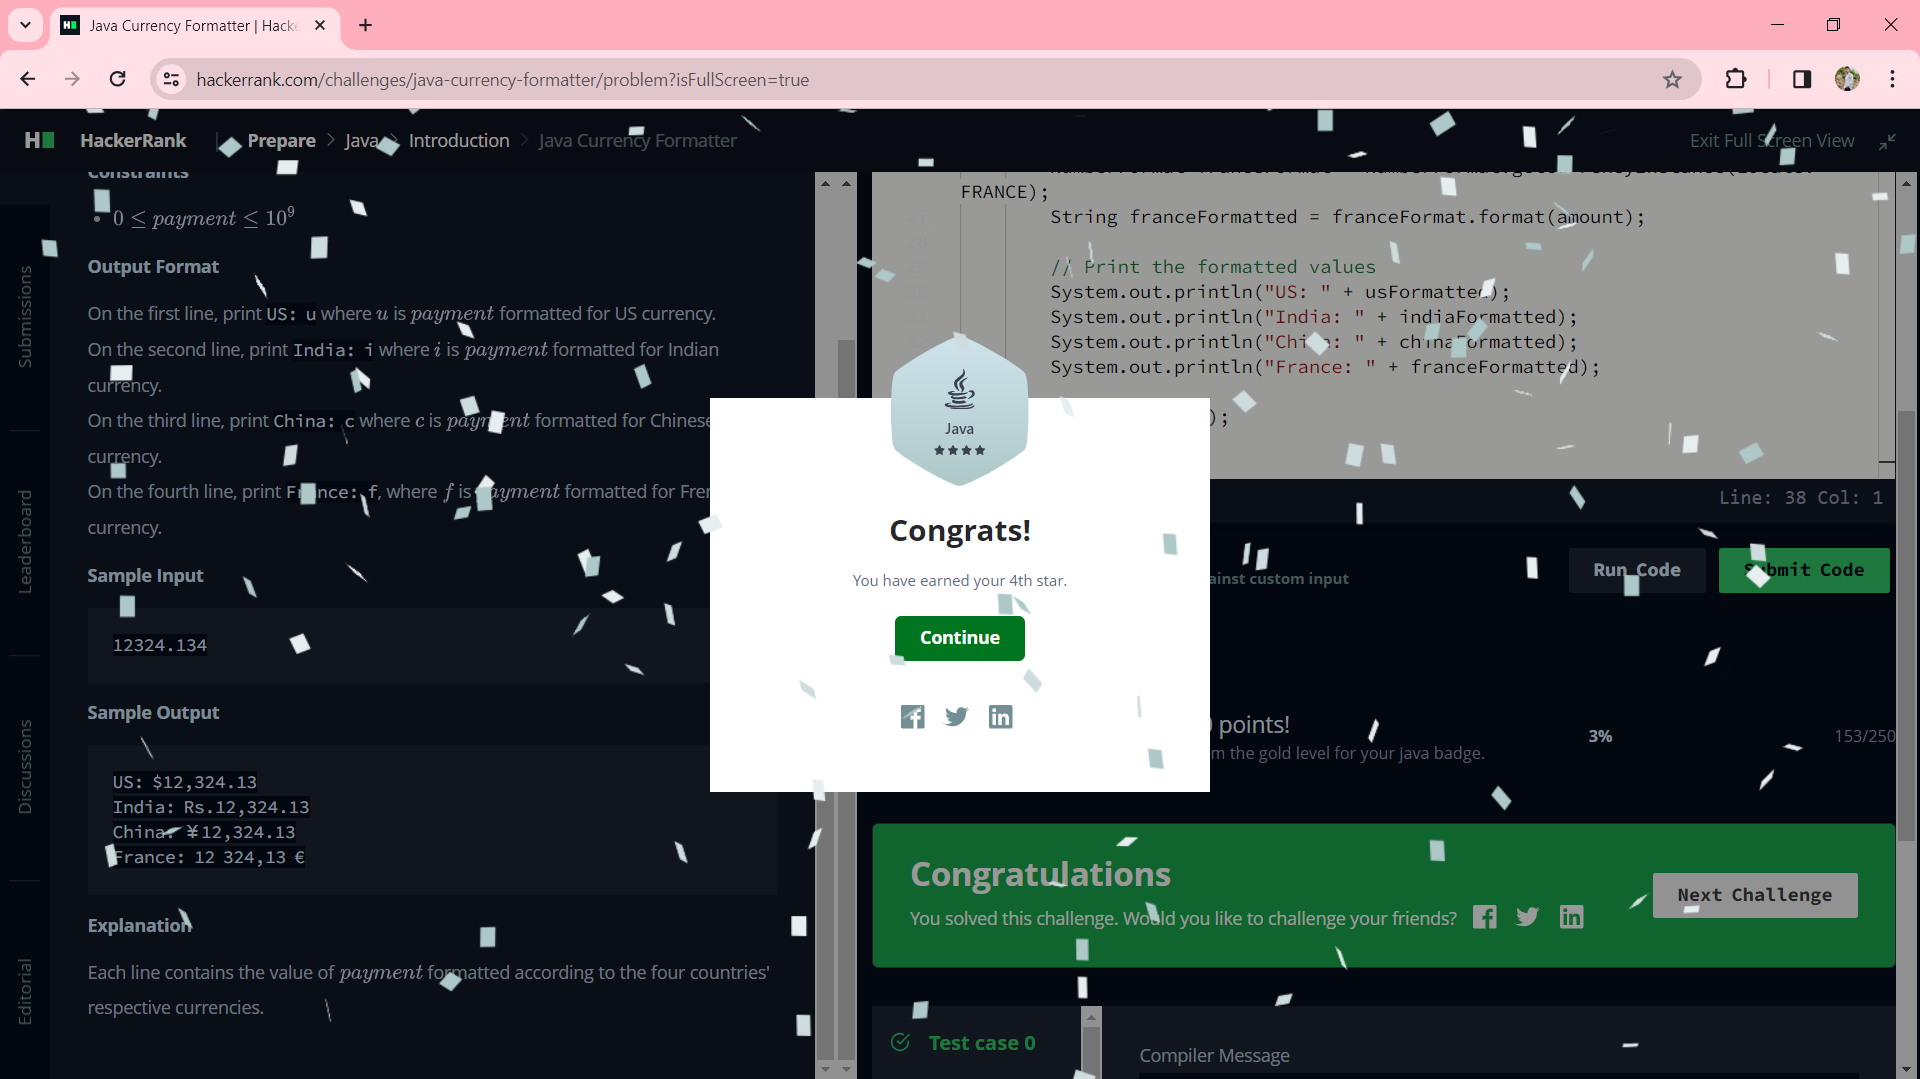 Java Currency Formatter | Hacke
hackerrank.com/challenges/java-currency-formatter/problem?isFullScreen=true
HackerRank
Prepare
Java
Introduction
Java Currency Formatter
Exit Full Screen View
Submissions
Leaderboard
Discussions
Editorial
Constraints
• 0 ≤ payment ≤ 10⁹
Output Format
On the first line, print US: u where u is payment formatted for US currency.
On the second line, print India: i where i is payment formatted for Indian
currency.
On the third line, print China: c where c is payment formatted for Chinese
currency.
On the fourth line, print France: f, where f is payment formatted for Fren
currency.
Sample Input
12324.134
Sample Output
US: $12,324.13
India: Rs.12,324.13
China: ￥12,324.13
France: 12 324,13 €
Explanation
Each line contains the value of payment formatted according to the four countries'
respective currencies.
FRANCE);
String franceFormatted = franceFormat.format(amount);
// Print the formatted values
System.out.println("US: " + usFormatted);
System.out.println("India: " + indiaFormatted);
System.out.println("China: " + chinaFormatted);
System.out.println("France: " + franceFormatted);
);
Line: 38 Col: 1
ainst custom input
Run Code
Submit Code
Java
Congrats!
You have earned your 4th star.
Continue
points!
m the gold level for your java badge.
3%
153/250
Congratulations
You solved this challenge. Would you like to challenge your friends?
Next Challenge
Test case 0
Compiler Message